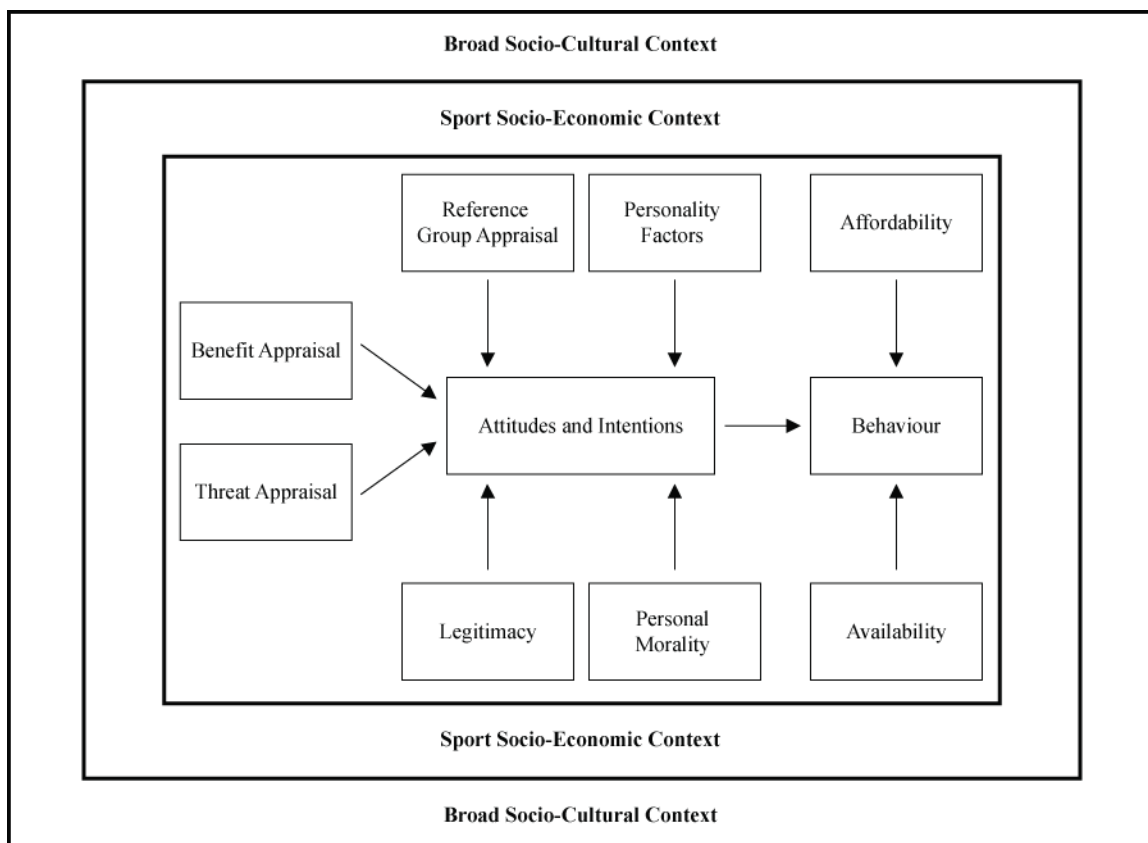 Broad Socio-Cultural Context
Sport Socio-Economic Context
Reference
Group Appraisal
Personality
Factors
Affordability
Benefit Appraisal
Attitudes and Intentions
Behaviour
Threat Appraisal
Legitimacy
Personal
Morality
Availability
Sport Socio-Economic Context
Broad Socio-Cultural Context